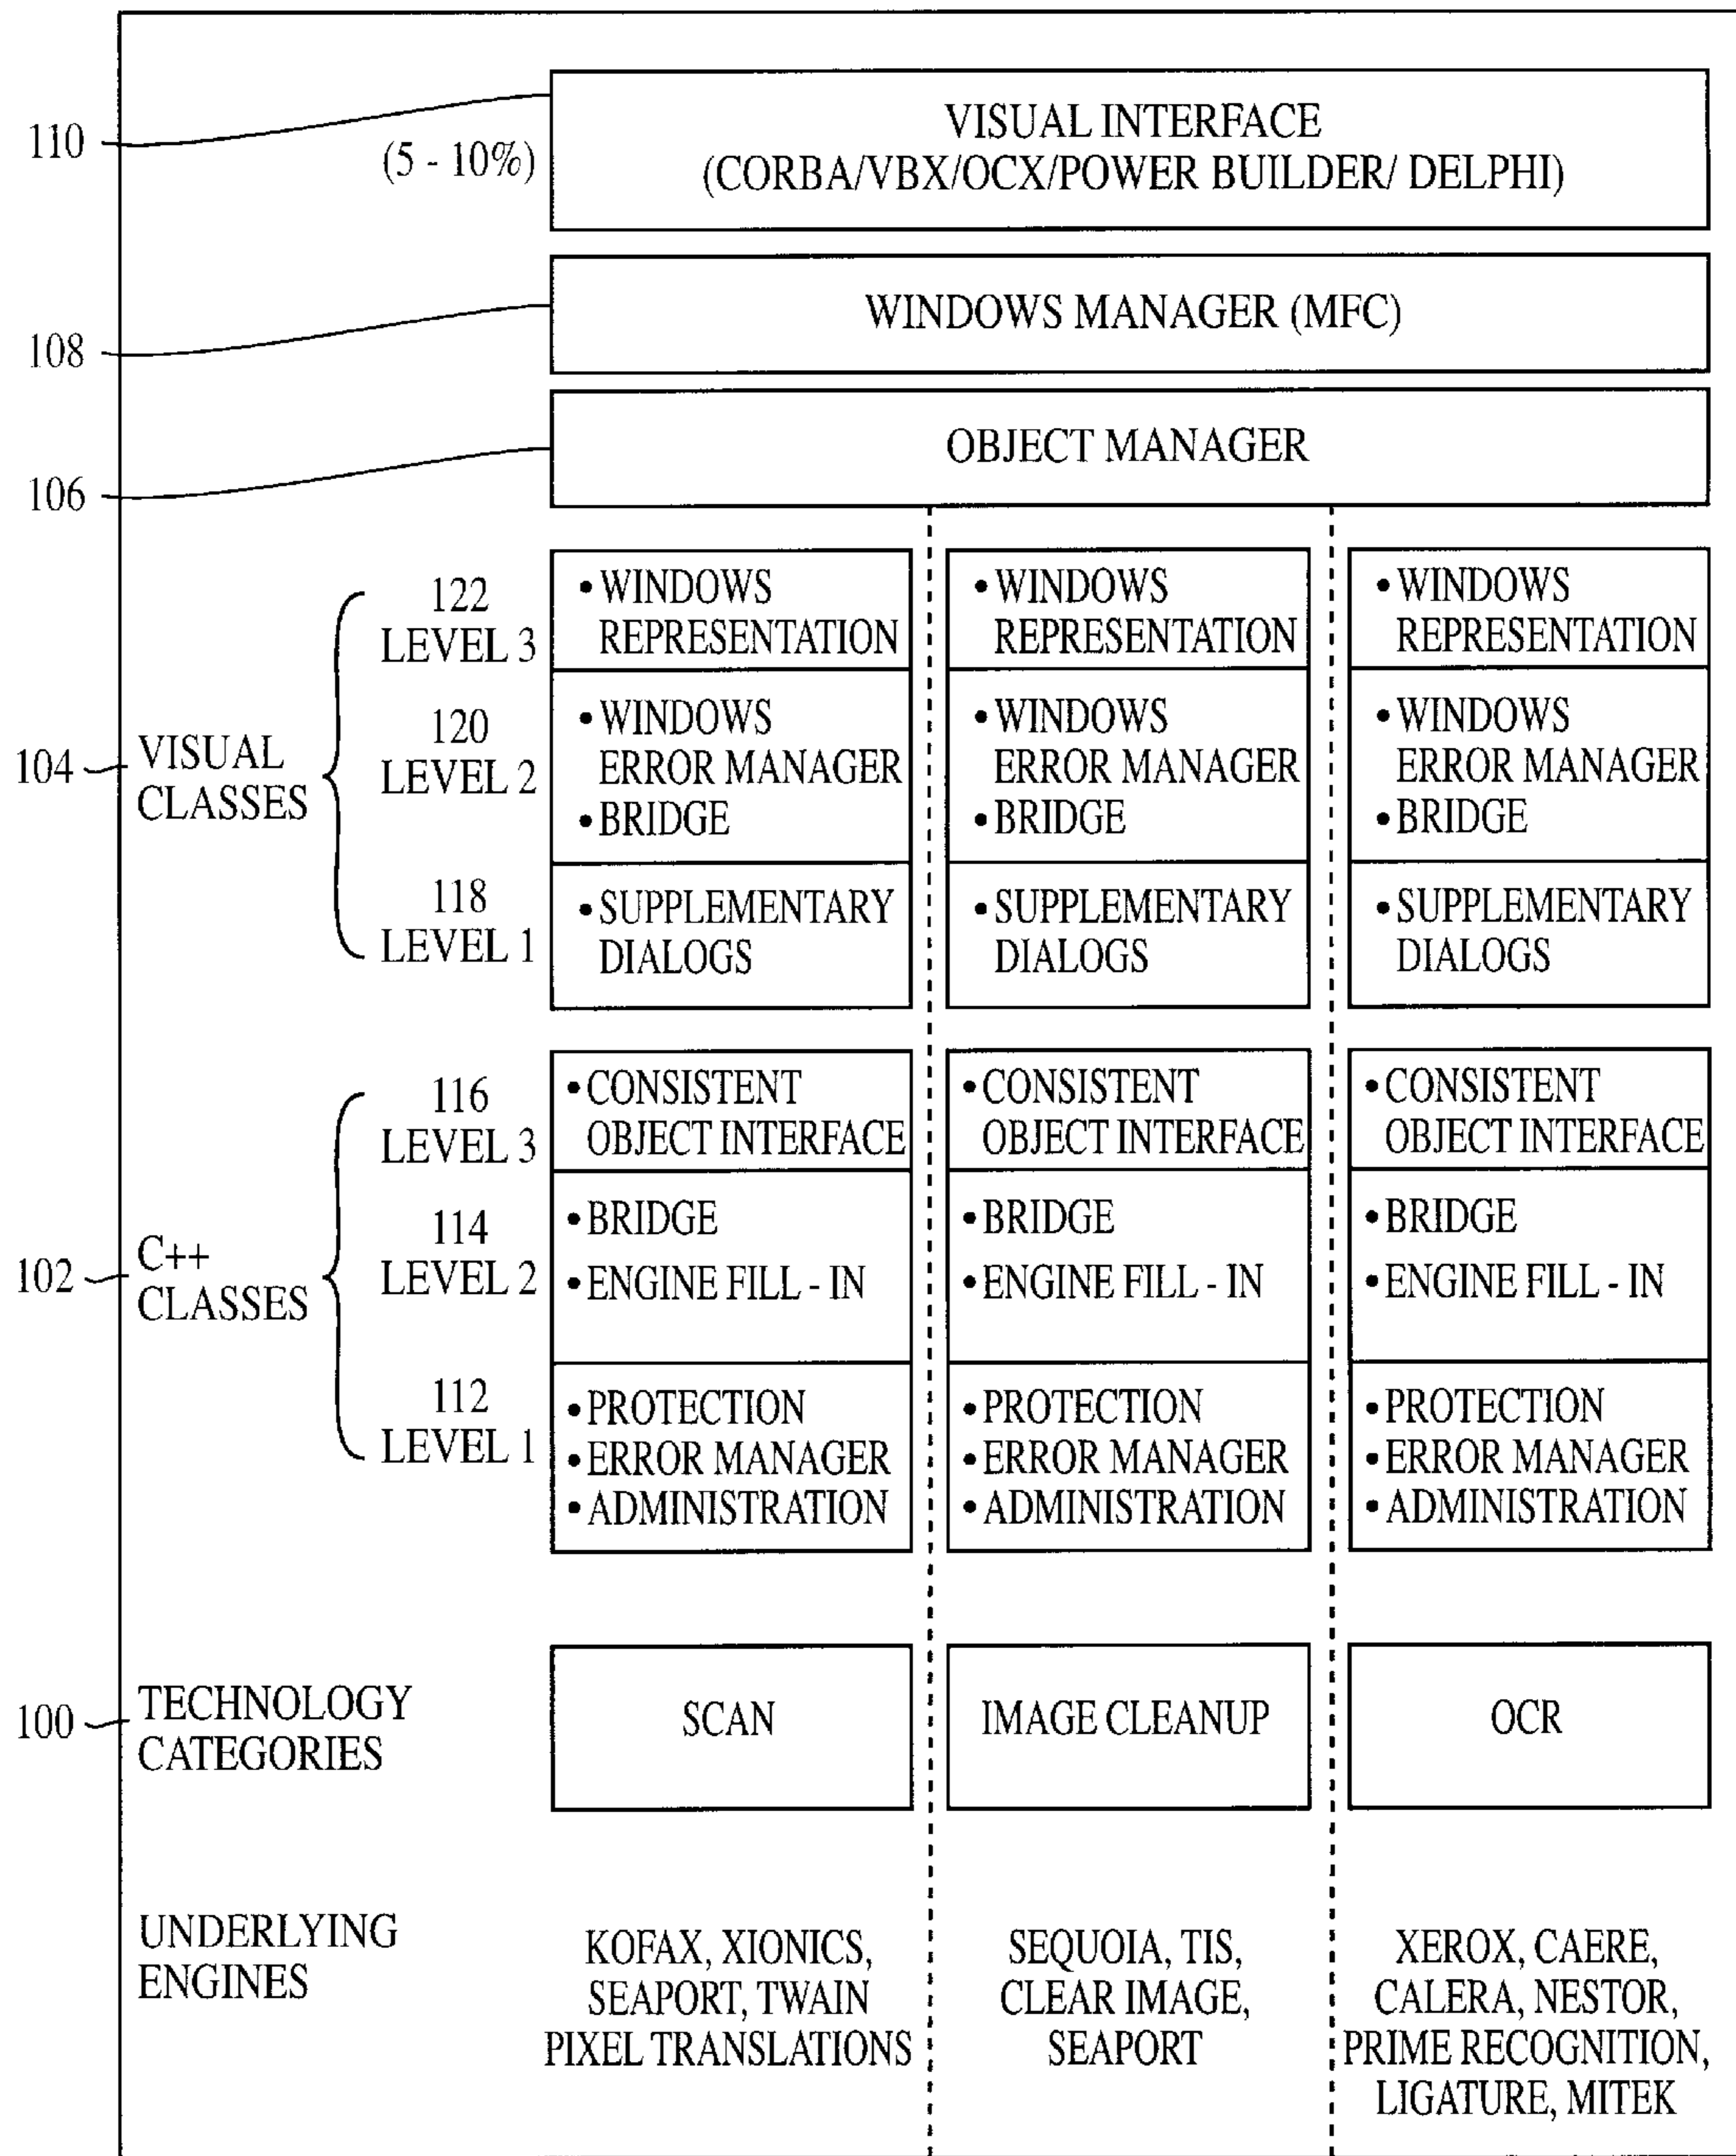 110
(5 - 10%)
VISUAL INTERFACE
(CORBA/VBX/OCX/POWER BUILDER/ DELPHI)
108
WINDOWS MANAGER (MFC)
106
OBJECT MANAGER
104
VISUAL
CLASSES
122
LEVEL 3
•WINDOWS
REPRESENTATION
•WINDOWS
REPRESENTATION
•WINDOWS
REPRESENTATION
120
LEVEL 2
•WINDOWS
ERROR MANAGER
•BRIDGE
•WINDOWS
ERROR MANAGER
•BRIDGE
•WINDOWS
ERROR MANAGER
•BRIDGE
118
LEVEL 1
•SUPPLEMENTARY
DIALOGS
•SUPPLEMENTARY
DIALOGS
•SUPPLEMENTARY
DIALOGS
102
C++
CLASSES
116
LEVEL 3
•CONSISTENT
OBJECT INTERFACE
•CONSISTENT
OBJECT INTERFACE
•CONSISTENT
OBJECT INTERFACE
114
LEVEL 2
•BRIDGE
•ENGINE FILL - IN
•BRIDGE
•ENGINE FILL - IN
•BRIDGE
•ENGINE FILL - IN
112
LEVEL 1
•PROTECTION
•ERROR MANAGER
•ADMINISTRATION
•PROTECTION
•ERROR MANAGER
•ADMINISTRATION
•PROTECTION
•ERROR MANAGER
•ADMINISTRATION
100
TECHNOLOGY
CATEGORIES
SCAN
IMAGE CLEANUP
OCR
UNDERLYING
ENGINES
KOFAX, XIONICS,
SEAPORT, TWAIN
PIXEL TRANSLATIONS
SEQUOIA, TIS,
CLEAR IMAGE,
SEAPORT
XEROX, CAERE,
CALERA, NESTOR,
PRIME RECOGNITION,
LIGATURE, MITEK